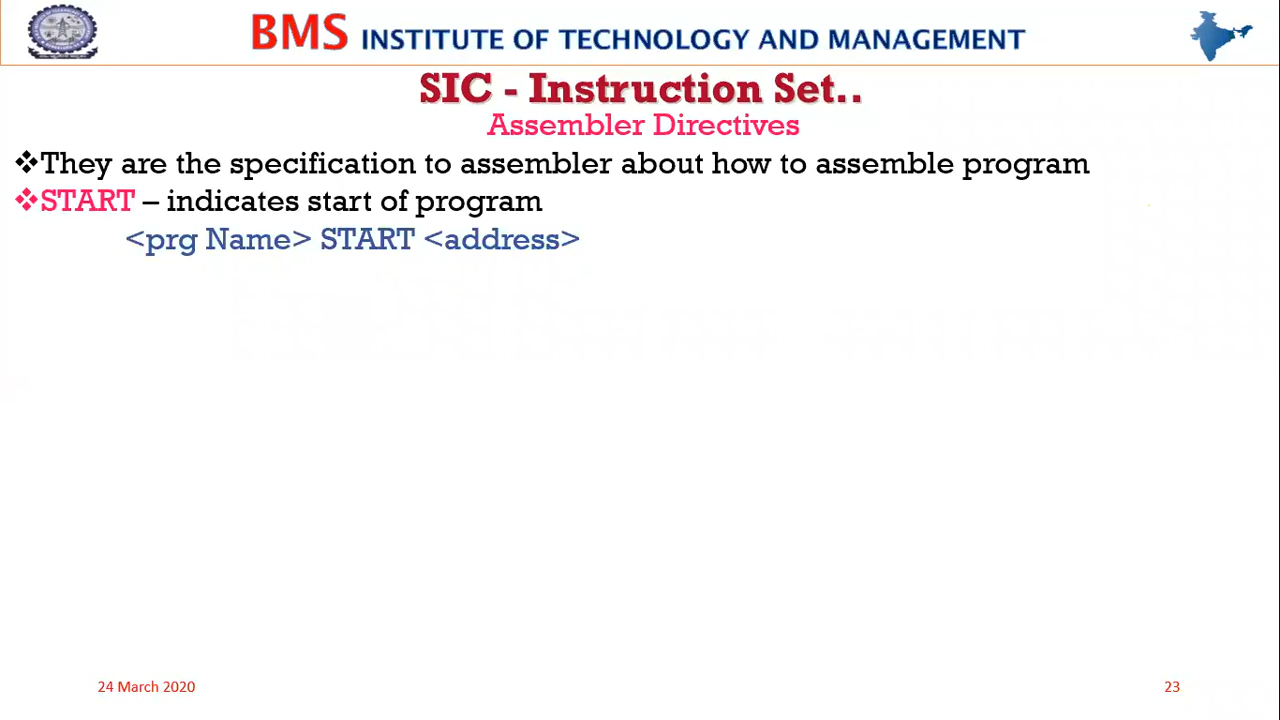 BMS INSTITUTE OF TECHNOLOGY AND MANAGEMENT
SIC - Instruction Set..
Assembler Directives
❖They are the specification to assembler about how to assemble program
❖START – indicates start of program
<prg Name> START <address>
24 March 2020
23